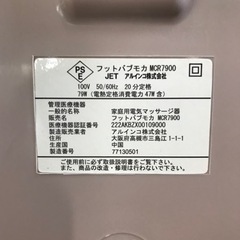 PS
E
フットバブモカ MCR7900
JET アルインコ株式会社
100V 50/60Hz 20分定格
79W(電熱定格消費電力 47W 含)
管理医療機器
一般的名称 : 家庭用電気マッサージ器
販売名 : フットバブモカ MCR7900
医療機器認証番号 : 222AKBZX00109000
製造販売元 : アルインコ株式会社
住所 : 大阪府高槻市三島江1-1-1
生産国 : 中国
製造番号 : 77130501